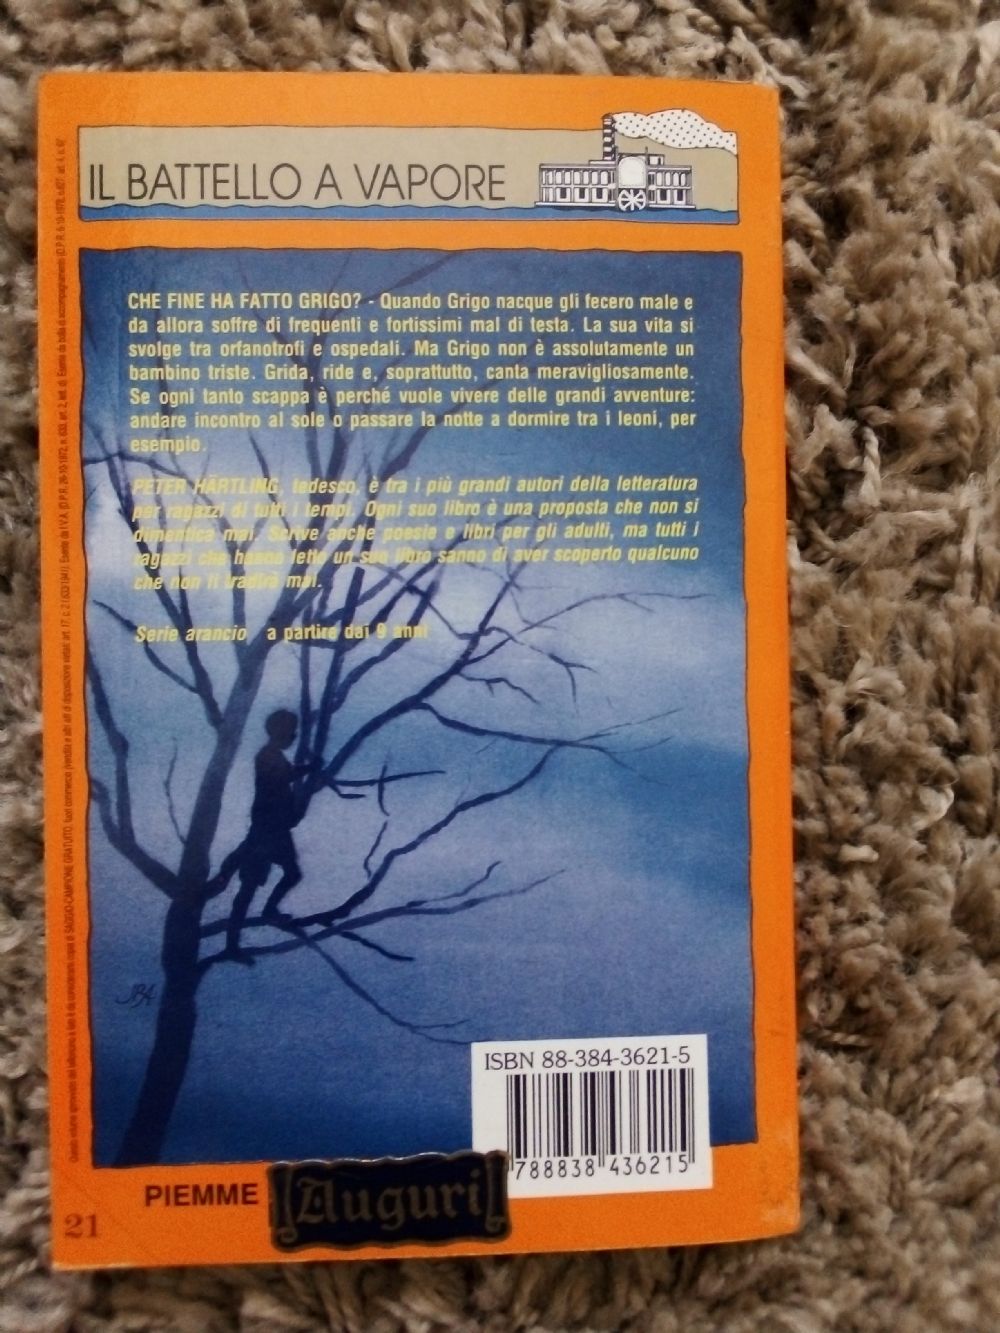 IL BATTELLO A VAPORE
CHE FINE HA FATTO GRIGO? - Quando Grigo nacque gli fecero male e
da allora soffre di frequenti e fortissimi mal di testa. La sua vita si
svolge tra orfanotrofi e ospedali. Ma Grigo non è assolutamente un
bambino triste. Grida, ride e, soprattutto, canta meravigliosamente.
Se ogni tanto scappa è perché vuole vivere delle grandi avventure:
andare incontro al sole o passare la notte a dormire tra i leoni, per
esempio.
PETER HÄRTLING, tedesco, è tra i più grandi autori della letteratura
per ragazzi di tutti i tempi. Ogni suo libro è una proposta che non si
dimentica mai. Scrive anche poesie e libri per gli adulti, ma tutti i
ragazzi che hanno letto un suo libro sanno di aver scoperto qualcuno
che non li tradirà mai.
Serie arancio a partire dai 9 anni
JBA
ISBN 88-384-3621-5
788838 436215
PIEMME
Auguri
21